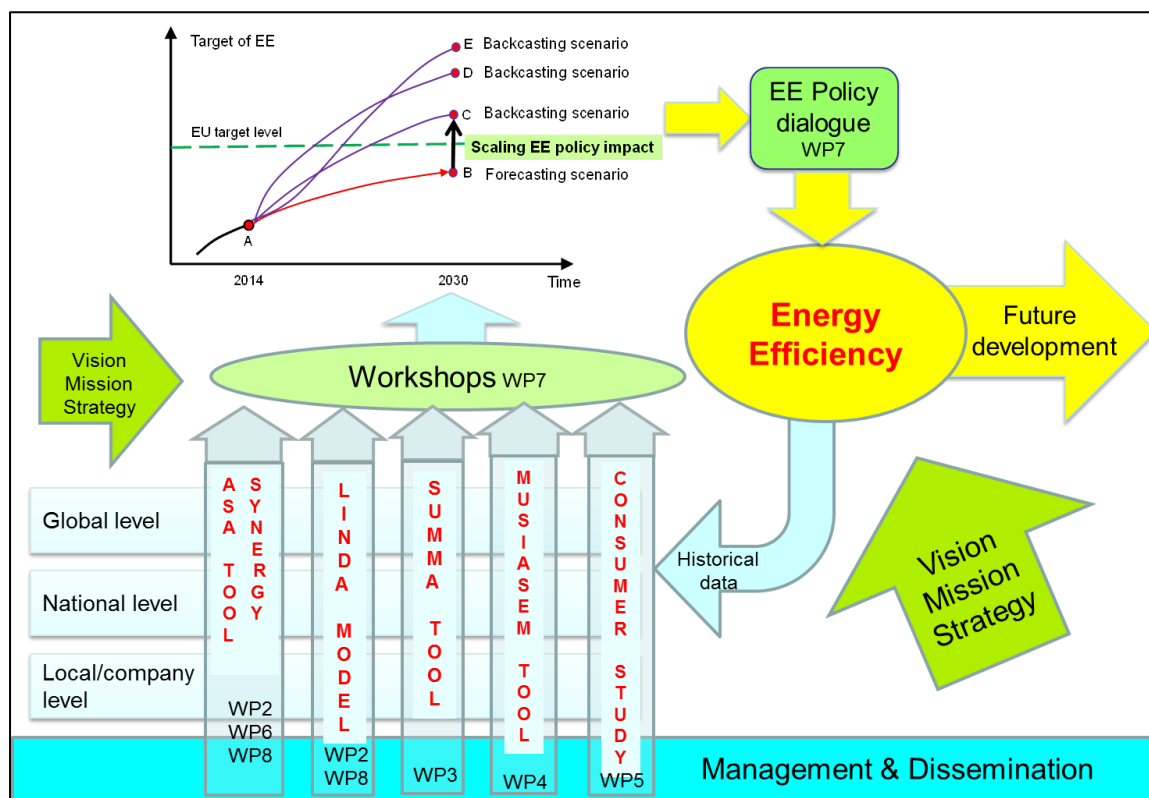 Target of EE
E Backcasting scenario
D Backcasting scenario
C Backcasting scenario
EU target level
Scaling EE policy impact
B Forecasting scenario
A
2014
2030
Time
EE Policy
dialogue
WP7
Energy
Efficiency
Future
development
Vision
Mission
Strategy
Workshops WP7
Historical
data
Vision
Mission
Strategy
Global level
National level
Local/company
level
ASA TOOL
SYNERGY
LINDA MODEL
SUMMA TOOL
MUSIASEM TOOL
CONSUMER STUDY
WP2
WP6
WP8
WP2
WP8
WP3
WP4
WP5
Management & Dissemination